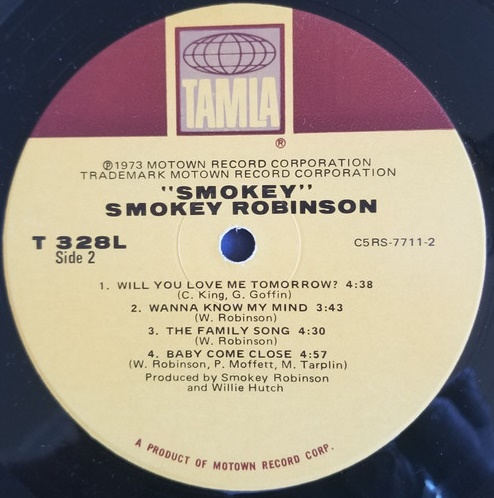 TAMLA
®
℗1973 MOTOWN RECORD CORPORATION
TRADEMARK MOTOWN RECORD CORPORATION
"SMOKEY"
SMOKEY ROBINSON
T 328L
Side 2
C5RS-7711-2
1. WILL YOU LOVE ME TOMORROW? 4:38
(C. King, G. Goffin)
2. WANNA KNOW MY MIND 3:43
(W. Robinson)
3. THE FAMILY SONG 4:30
(W. Robinson)
4. BABY COME CLOSE 4:57
(W. Robinson, P. Moffett, M. Tarplin)
Produced by Smokey Robinson
and Willie Hutch
A PRODUCT OF MOTOWN RECORD CORP.